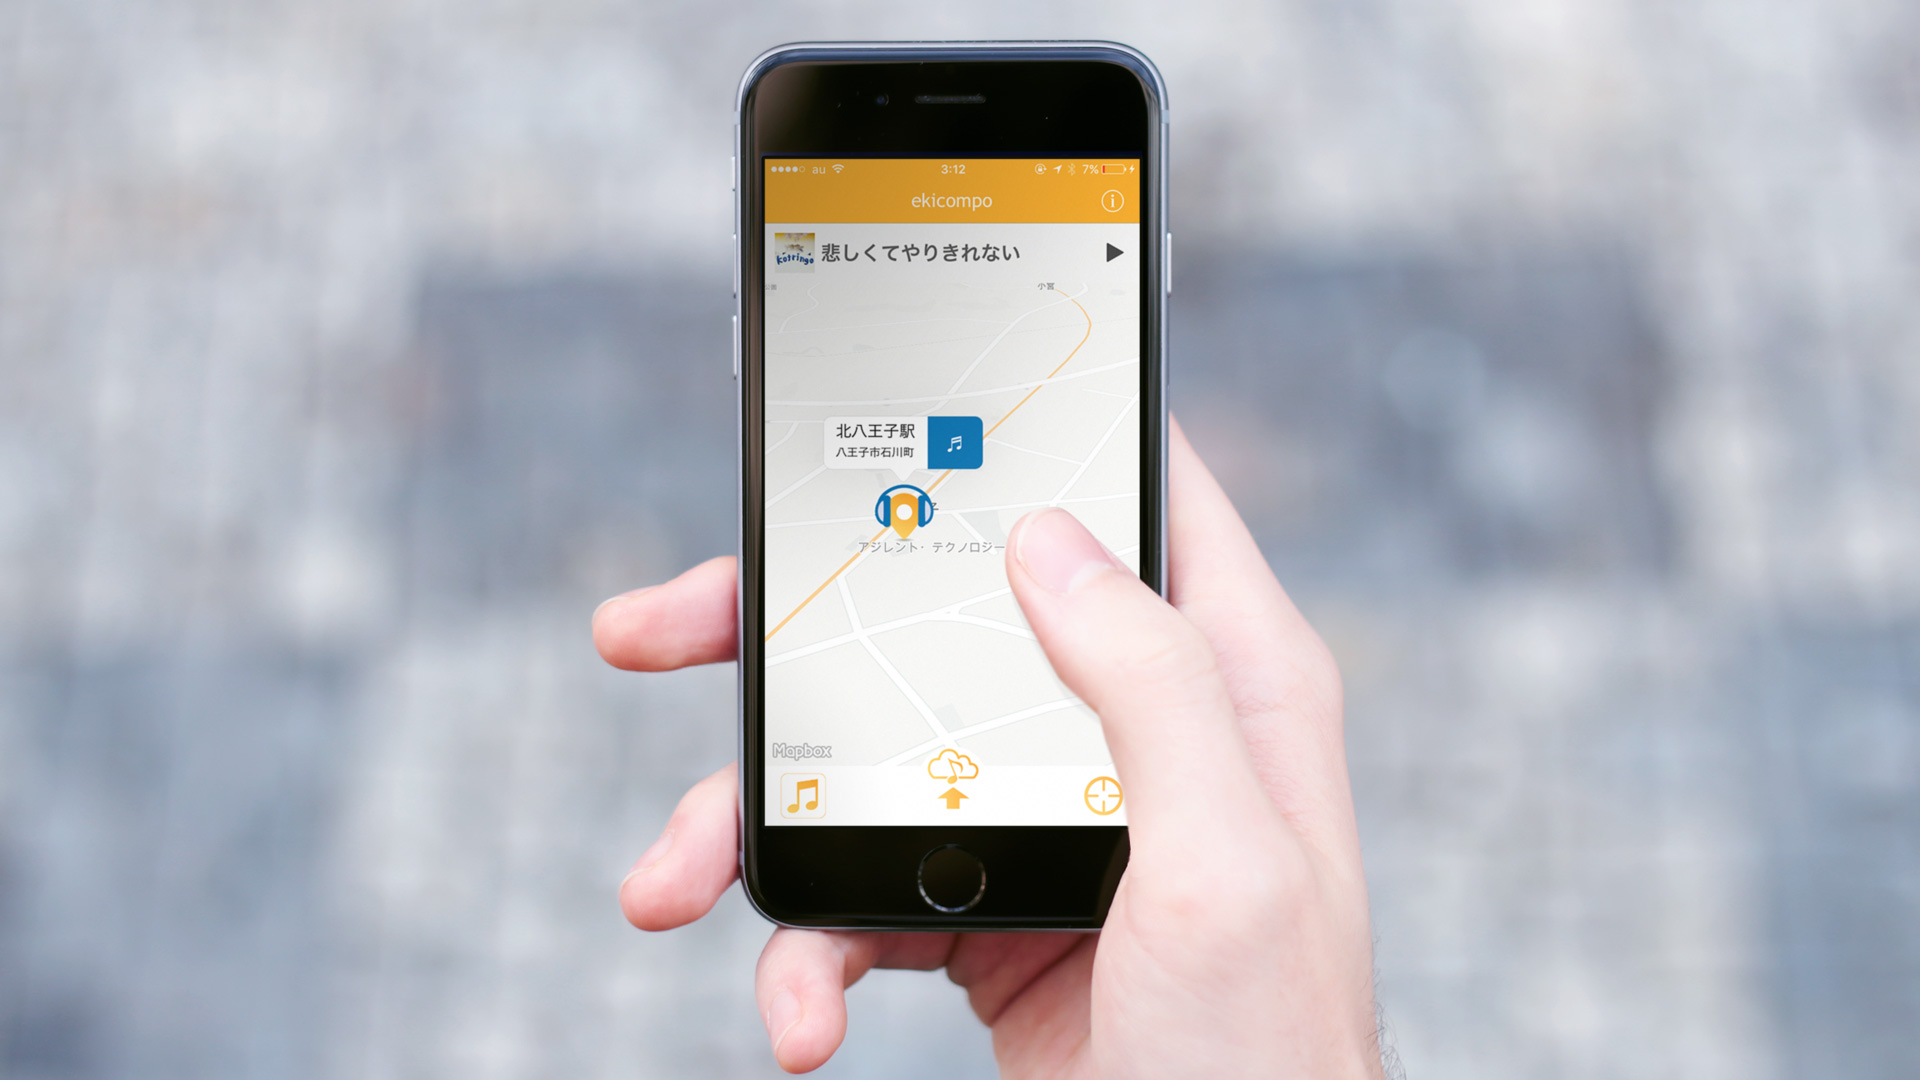 au 3:12 7%
ekicompo
kotringo
悲しくてやりきれない
小宮
北八王子駅
八王子市石川町
アジレント・テクノロジー
Mapbox